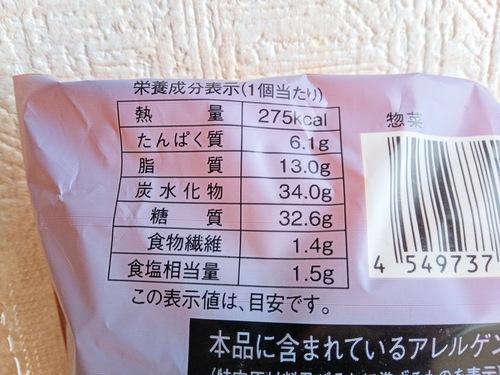 栄養成分表示(1個当たり)
熱量 275kcal
たんぱく質 6.1g
脂質 13.0g
炭水化物 34.0g
糖質 32.6g
食物繊維 1.4g
食塩相当量 1.5g
この表示値は、目安です。
惣菜
4 549737
本品に含まれているアレルゲン